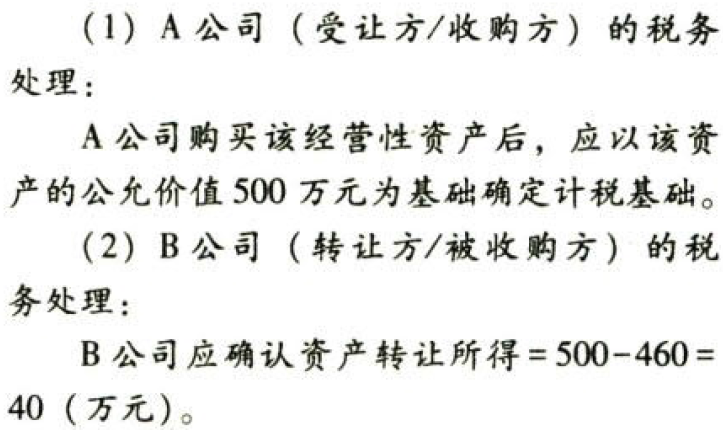 (1) A 公司（受让方/收购方）的税务
处理：
A 公司购买该经营性资产后，应以该资
产的公允价值 500 万元为基础确定计税基础。
(2) B 公司（转让方/被收购方）的税
务处理：
B 公司应确认资产转让所得 = 500-460 =
40（万元）。